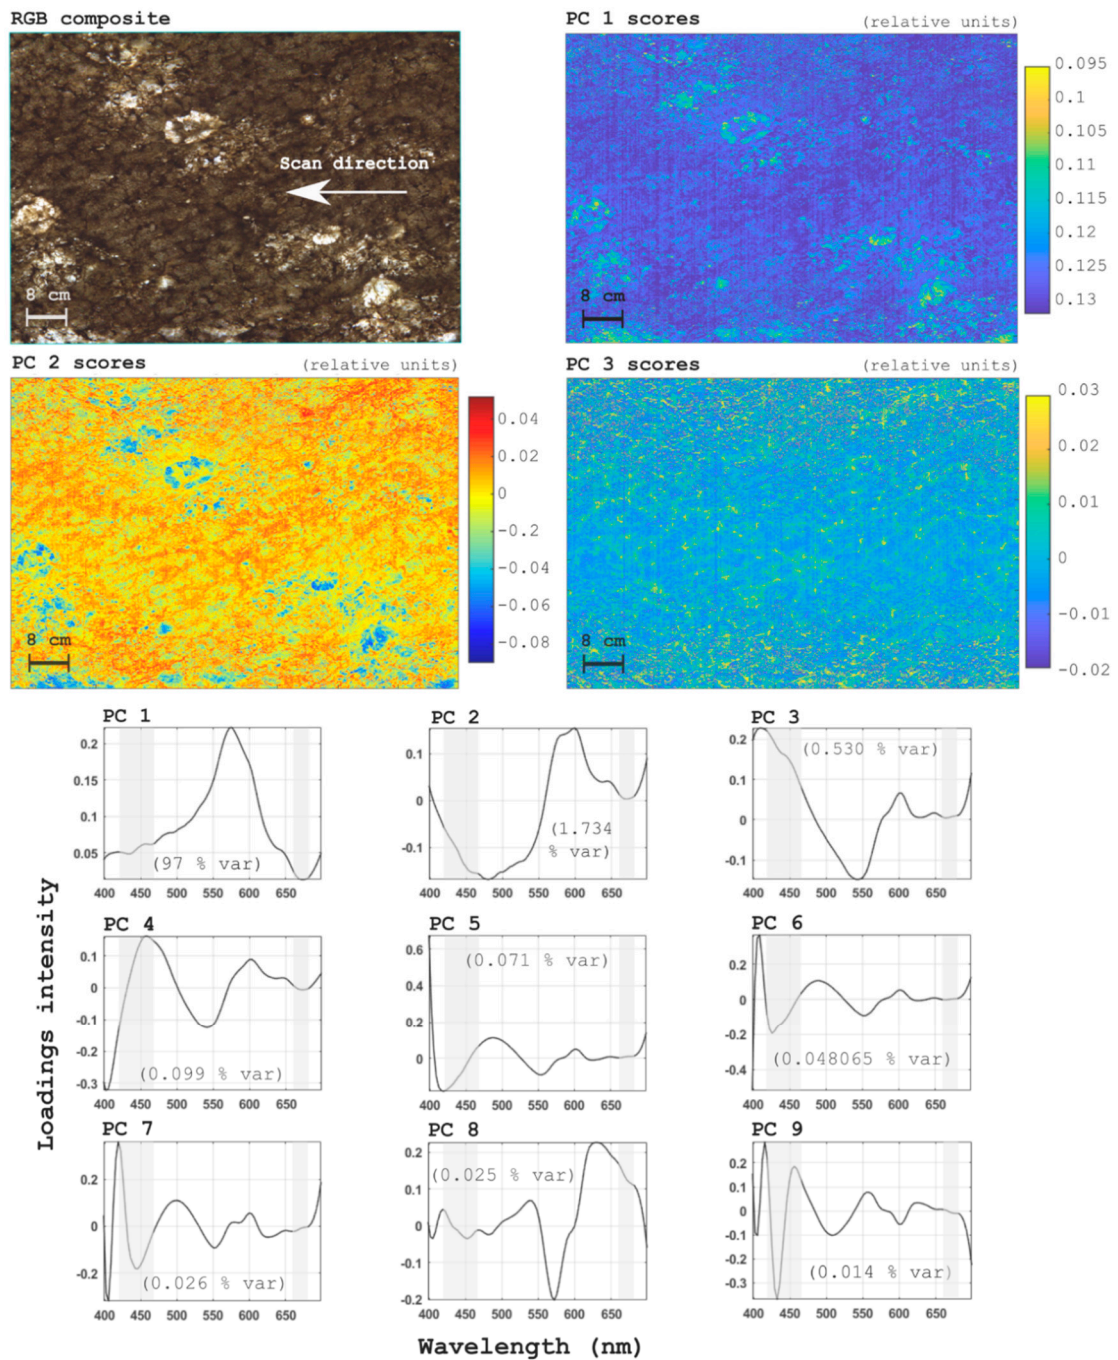 RGB composite
Scan direction
8 cm
PC 1 scores (relative units)
0.095
0.1
0.105
0.11
0.115
0.12
0.125
0.13
8 cm
PC 2 scores (relative units)
0.04
0.02
0
-0.2
-0.04
-0.06
-0.08
8 cm
PC 3 scores (relative units)
0.03
0.02
0.01
0
-0.01
-0.02
8 cm
Loadings intensity
PC 1
0.2
0.15
0.1
0.05
(97 % var)
400 450 500 550 600 650
PC 2
0.1
0
-0.1
(1.734
% var)
400 450 500 550 600 650
PC 3
0.2
0.1
0
-0.1
(0.530 % var)
400 450 500 550 600 650
PC 4
0.1
0
-0.1
-0.2
-0.3
(0.099 % var)
400 450 500 550 600 650
PC 5
0.6
0.4
0.2
0
(0.071 % var)
400 450 500 550 600 650
PC 6
0.2
0
-0.2
-0.4
(0.048065 % var)
400 450 500 550 600 650
PC 7
0.2
0
-0.2
(0.026 % var)
400 450 500 550 600 650
PC 8
0.2
0.1
0
-0.1
-0.2
(0.025 % var)
400 450 500 550 600 650
PC 9
0.2
0.1
0
-0.1
-0.2
-0.3
(0.014 % var)
400 450 500 550 600 650
Wavelength (nm)